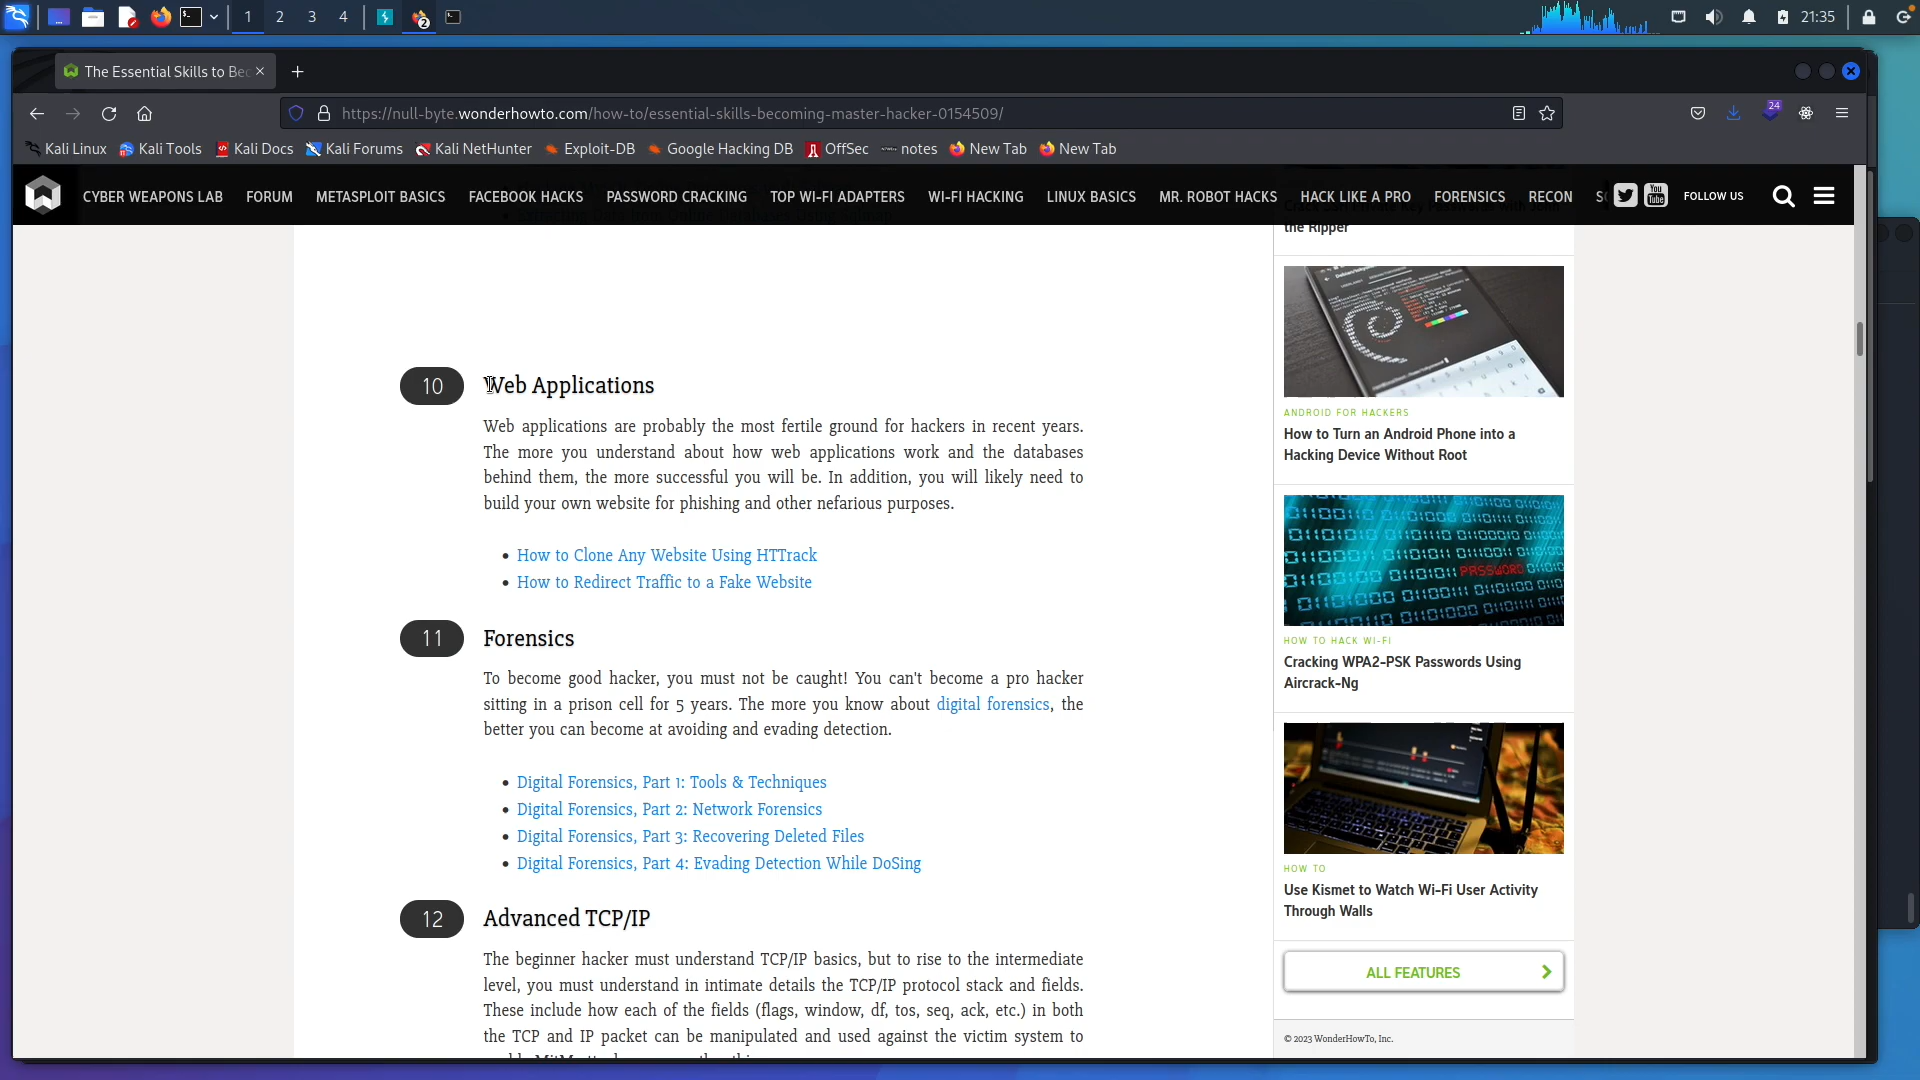 1 2 3 4 2 21:35
The Essential Skills to Bec
https://null-byte.wonderhowto.com/how-to/essential-skills-becoming-master-hacker-0154509/
24
Kali Linux Kali Tools Kali Docs Kali Forums Kali NetHunter Exploit-DB Google Hacking DB OffSec notes New Tab New Tab
CYBER WEAPONS LAB FORUM METASPLOIT BASICS FACEBOOK HACKS PASSWORD CRACKING TOP WI-FI ADAPTERS WI-FI HACKING LINUX BASICS MR. ROBOT HACKS HACK LIKE A PRO FORENSICS RECON You Tube FOLLOW US
the Ripper
10 Web Applications
Web applications are probably the most fertile ground for hackers in recent years.
The more you understand about how web applications work and the databases
behind them, the more successful you will be. In addition, you will likely need to
build your own website for phishing and other nefarious purposes.
• How to Clone Any Website Using HTTrack
• How to Redirect Traffic to a Fake Website
11 Forensics
To become good hacker, you must not be caught! You can't become a pro hacker
sitting in a prison cell for 5 years. The more you know about digital forensics, the
better you can become at avoiding and evading detection.
• Digital Forensics, Part 1: Tools & Techniques
• Digital Forensics, Part 2: Network Forensics
• Digital Forensics, Part 3: Recovering Deleted Files
• Digital Forensics, Part 4: Evading Detection While DoSing
12 Advanced TCP/IP
The beginner hacker must understand TCP/IP basics, but to rise to the intermediate
level, you must understand in intimate details the TCP/IP protocol stack and fields.
These include how each of the fields (flags, window, df, tos, seq, ack, etc.) in both
the TCP and IP packet can be manipulated and used against the victim system to
ANDROID FOR HACKERS
How to Turn an Android Phone into a
Hacking Device Without Root
PASSWORD
HOW TO HACK WI-FI
Cracking WPA2-PSK Passwords Using
Aircrack-Ng
HOW TO
Use Kismet to Watch Wi-Fi User Activity
Through Walls
ALL FEATURES
© 2023 WonderHowTo, Inc.